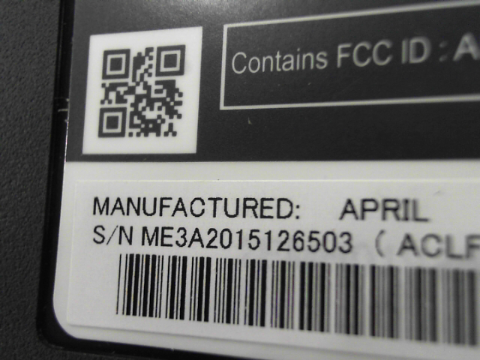 Contains FCC ID : A
MANUFACTURED: APRIL
S/N ME3A2015126503 ( ACLF